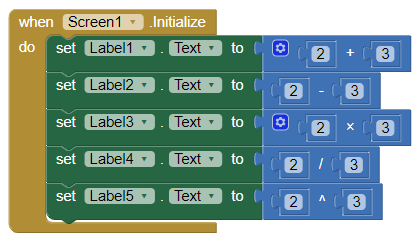 when Screen1 .Initialize
do set Label1 . Text to 2 + 3
set Label2 . Text to 2 - 3
set Label3 . Text to 2 × 3
set Label4 . Text to 2 / 3
set Label5 . Text to 2 ^ 3